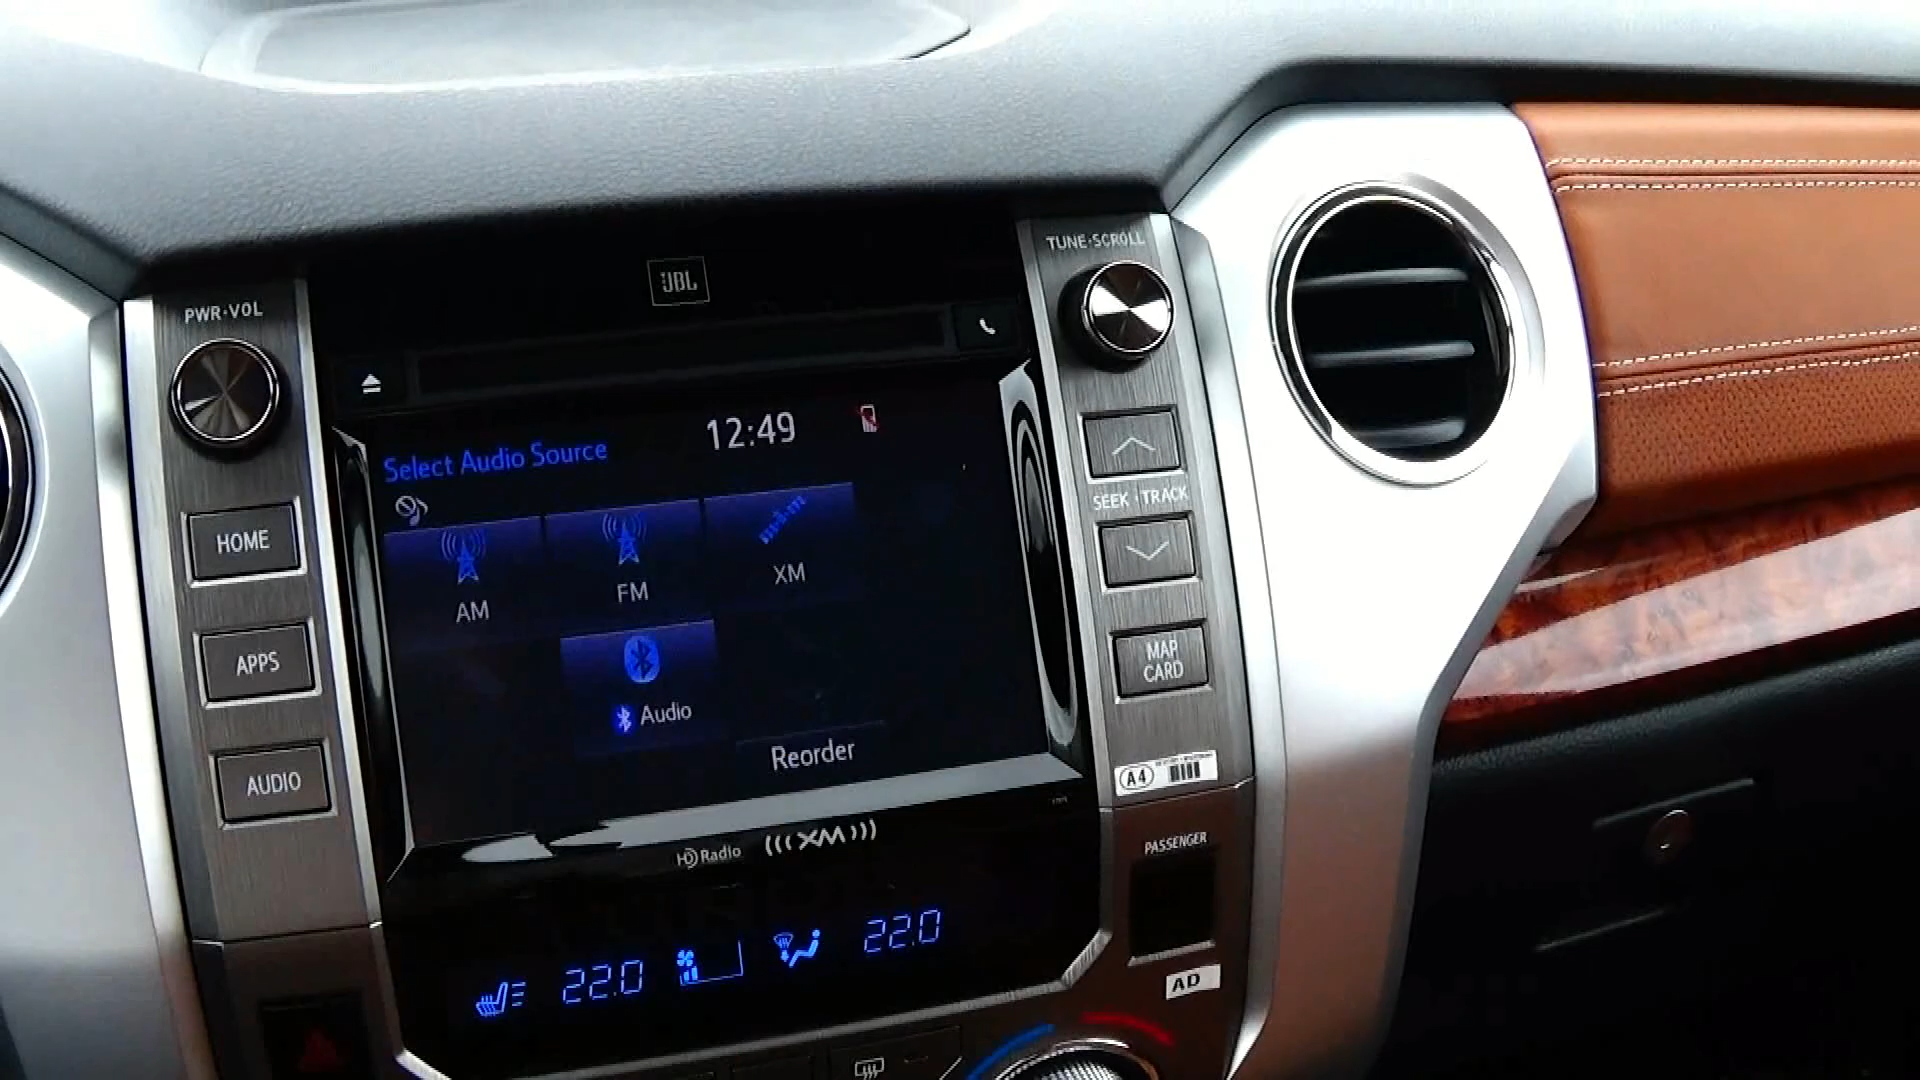 JBL
TUNE·SCROLL
PWR·VOL
12:49
Select Audio Source
SEEK·TRACK
HOME
AM
FM
XM
APPS
MAP
CARD
Audio
Reorder
AUDIO
A4
HD Radio
(((XM)))
PASSENGER
22.0
22.0
AD